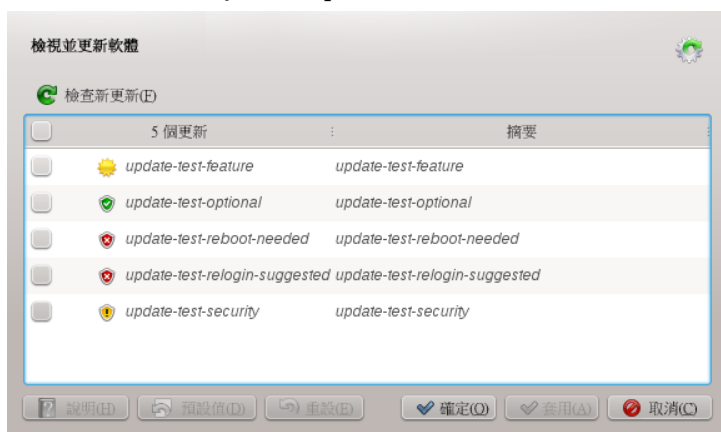 檢視並更新軟體
檢查新更新(E)
5 個更新 摘要
update-test-feature update-test-feature
update-test-optional update-test-optional
update-test-reboot-needed update-test-reboot-needed
update-test-relogin-suggested update-test-relogin-suggested
update-test-security update-test-security
說明(H) 預設值(D) 重設(E) 確定(O) 套用(A) 取消(C)